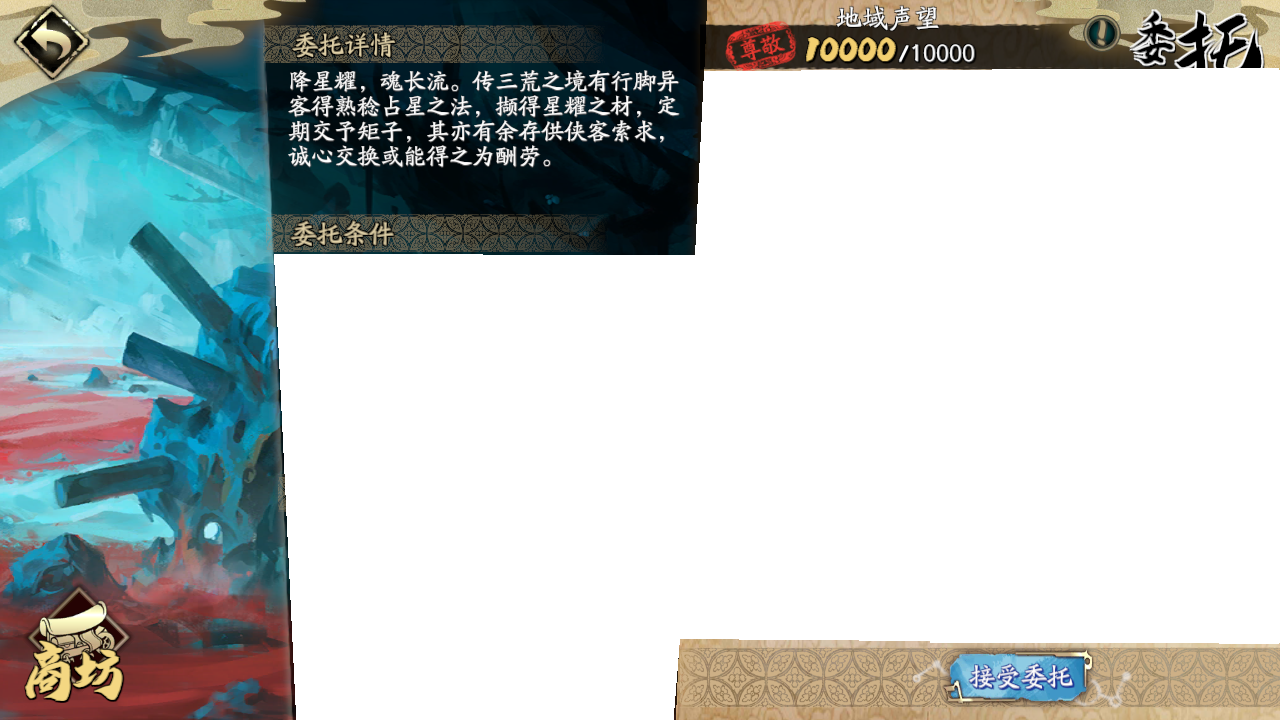 委托详情
降星耀，魂长流。传三荒之境有行脚异
客得熟稔占星之法，撷得星耀之材，定
期交予矩子，其亦有余存供侠客索求，
诚心交换或能得之为酬劳。
委托条件
地域声望
尊敬 10000/10000
委托
商坊
接受委托